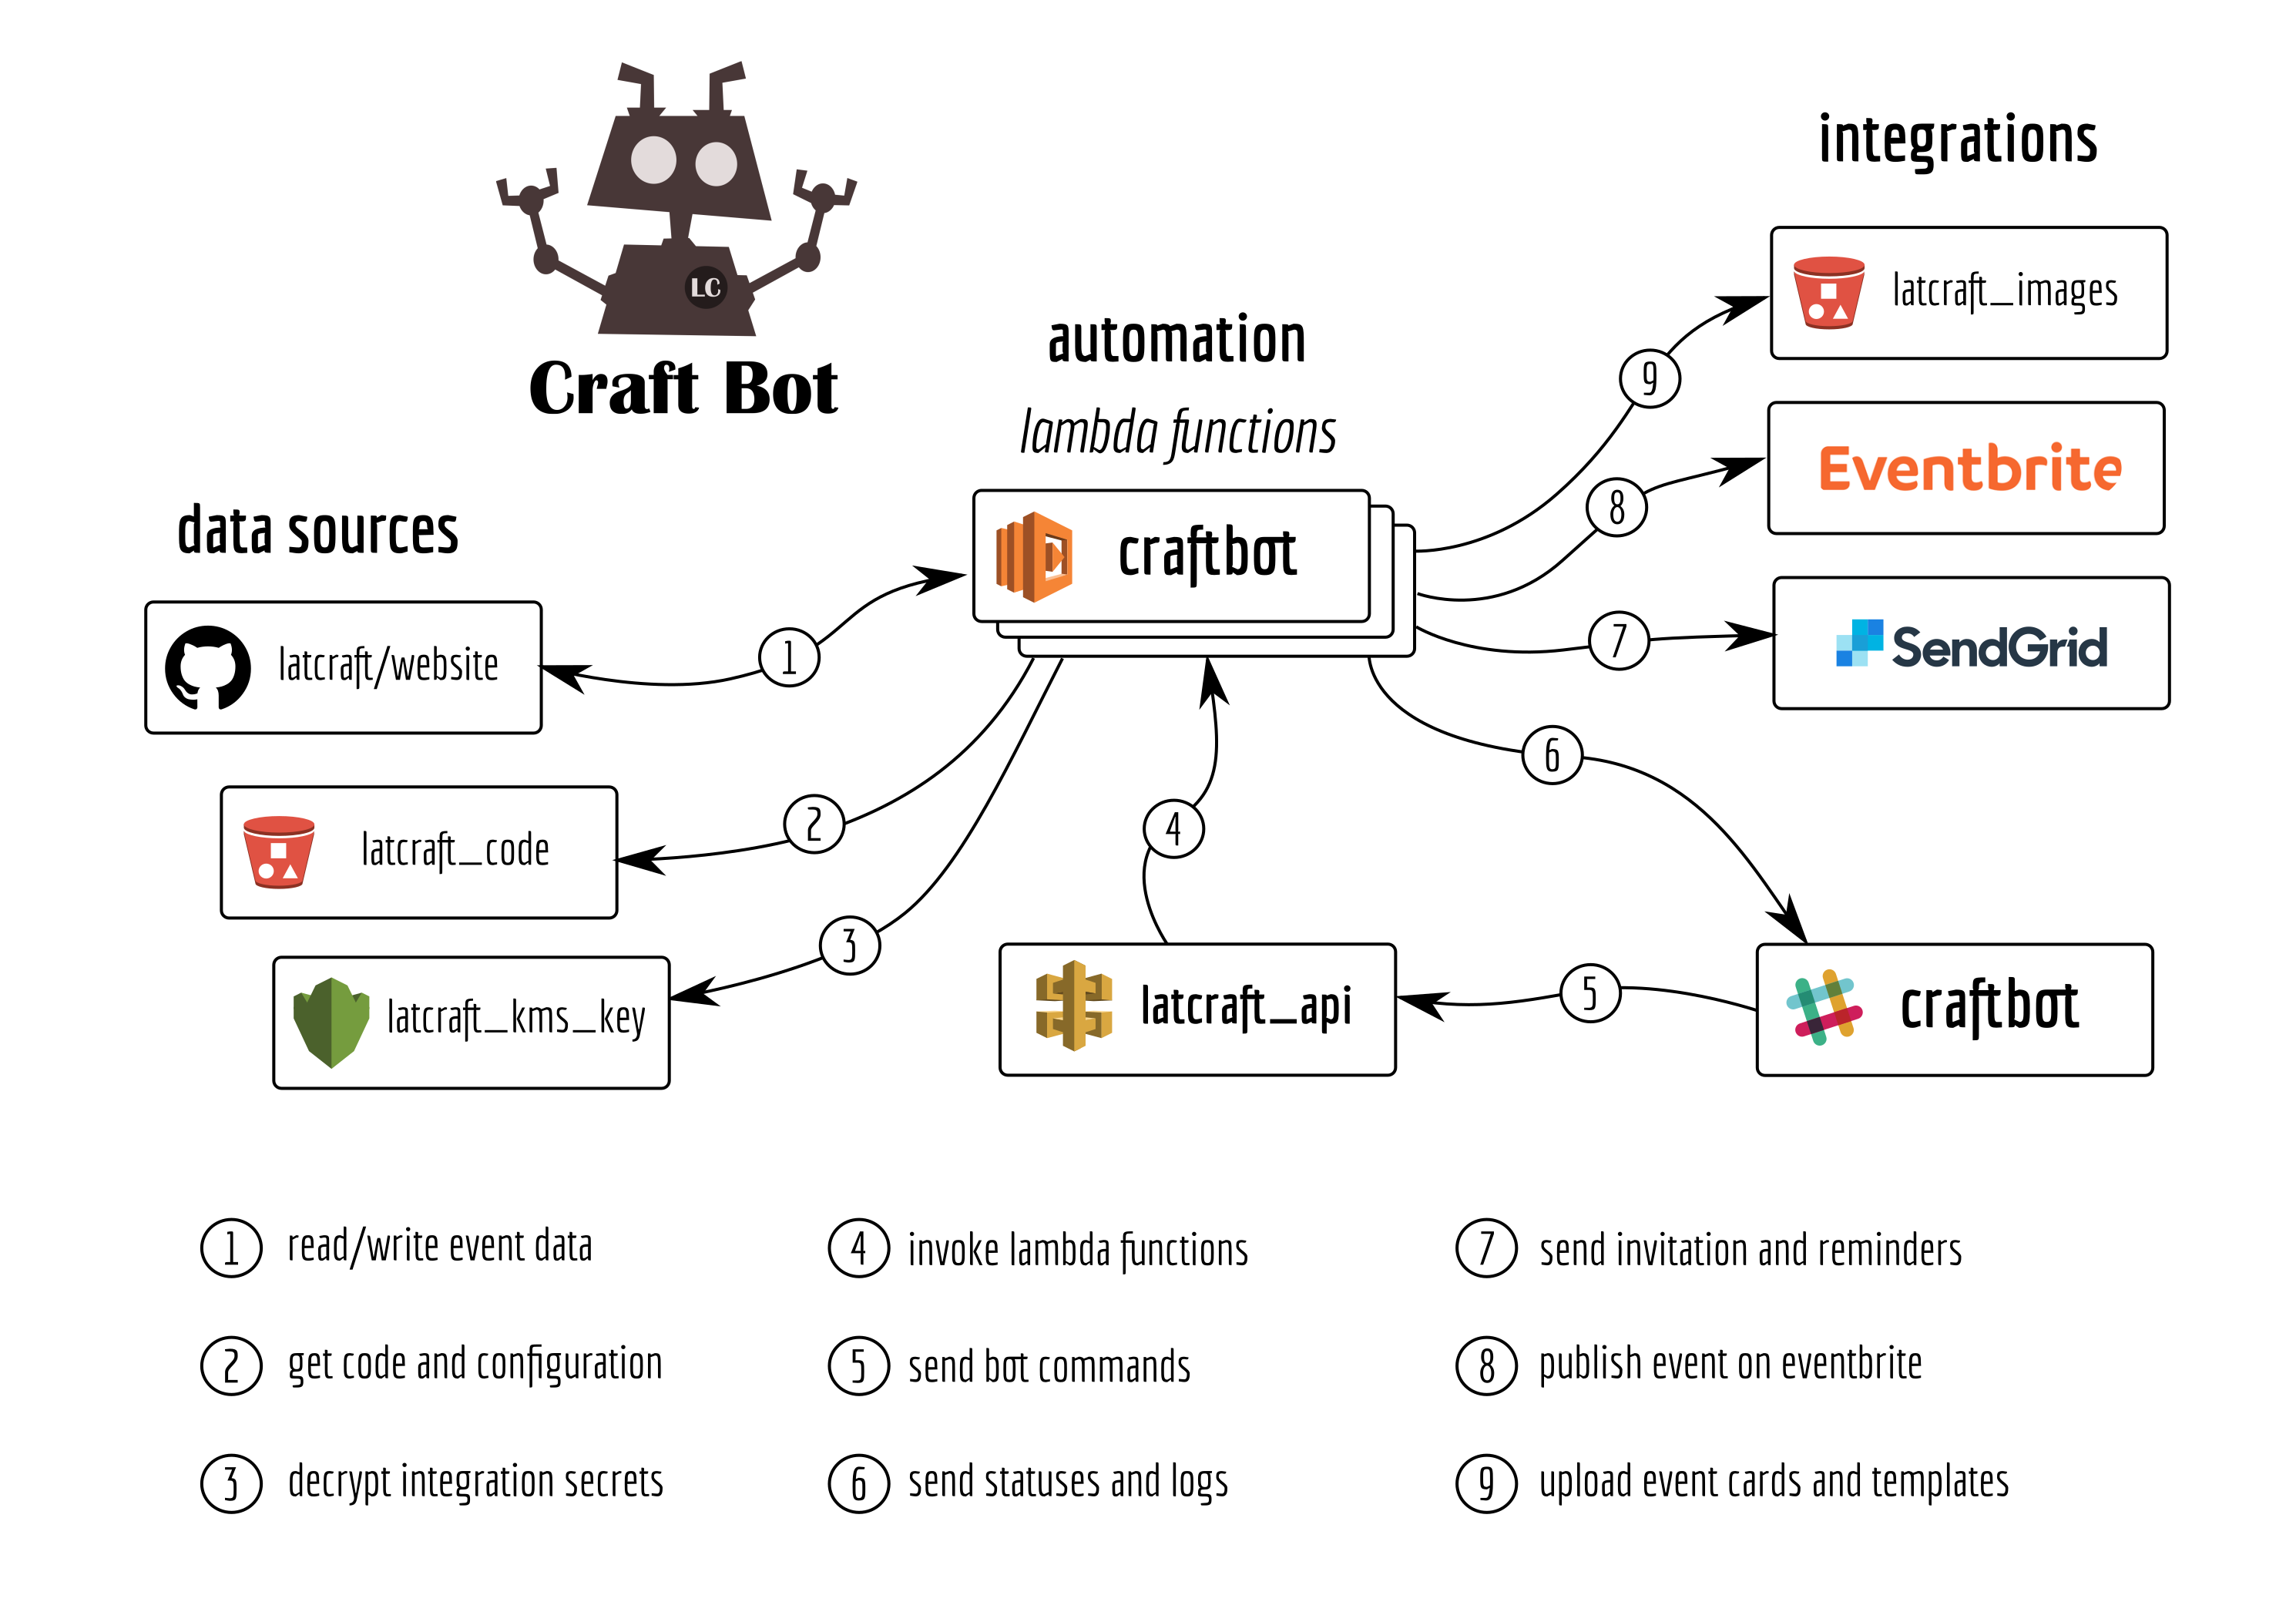 LC
Craft Bot
integrations
latcraft_images
automation
lambda functions
Eventbrite
data sources
craftbot
SendGrid
latcraft/website
latcraft_code
latcraft_kms_key
latcraft_api
craftbot
1
2
3
4
5
6
7
8
9
1 read/write event data
2 get code and configuration
3 decrypt integration secrets
4 invoke lambda functions
5 send bot commands
6 send statuses and logs
7 send invitation and reminders
8 publish event on eventbrite
9 upload event cards and templates